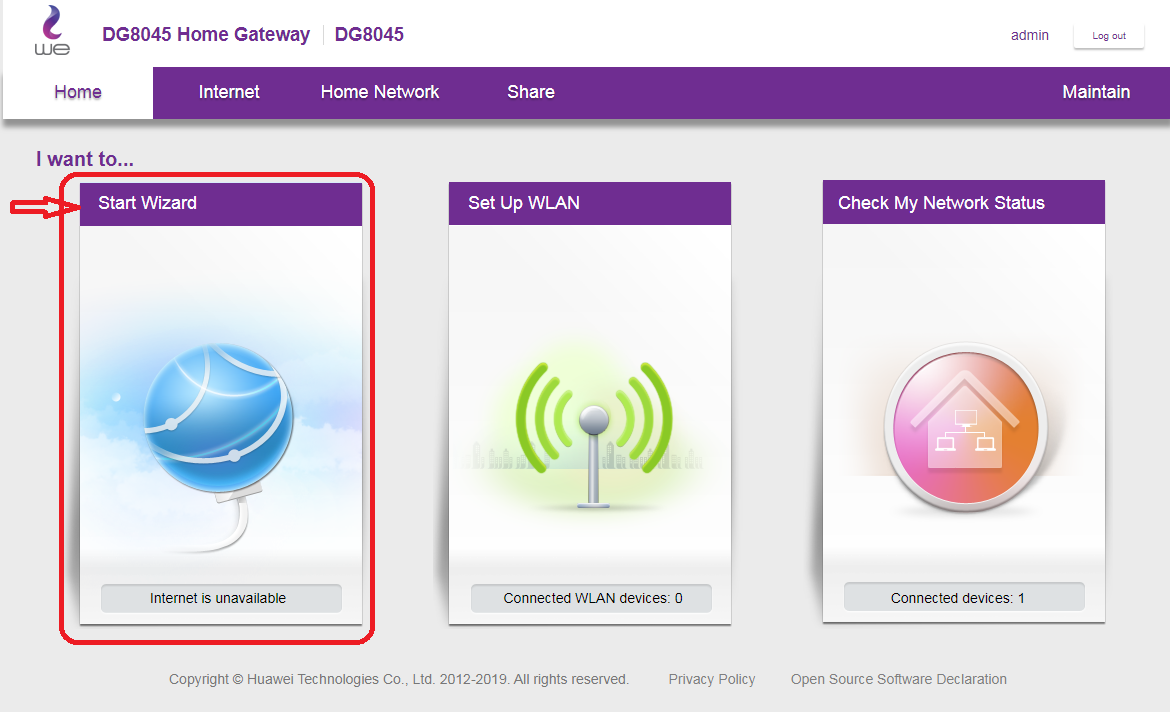 we
DG8045 Home Gateway
DG8045
admin
Log out
Home
Internet
Home Network
Share
Maintain
I want to...
Start Wizard
Set Up WLAN
Check My Network Status
Internet is unavailable
Connected WLAN devices: 0
Connected devices: 1
Copyright © Huawei Technologies Co., Ltd. 2012-2019. All rights reserved.
Privacy Policy
Open Source Software Declaration